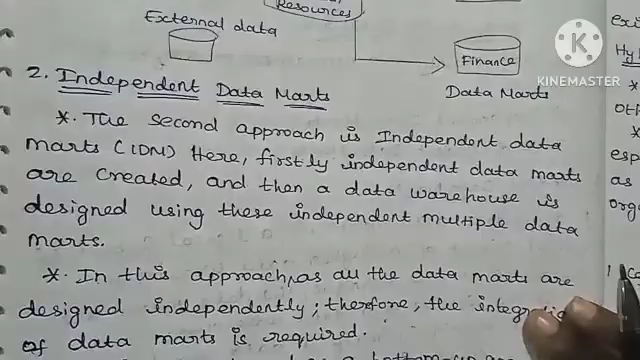 Resources
External data
Finance
Data Marts
KINEMASTER
2. Independent Data Marts
*. The second approach is Independent data
marts (IDM) Here, firstly independent data marts
are created, and then a data warehouse is
designed using these independent multiple data
marts.
*. In this approach, as all the data marts are
designed independently; therefore, the
of data marts is required.